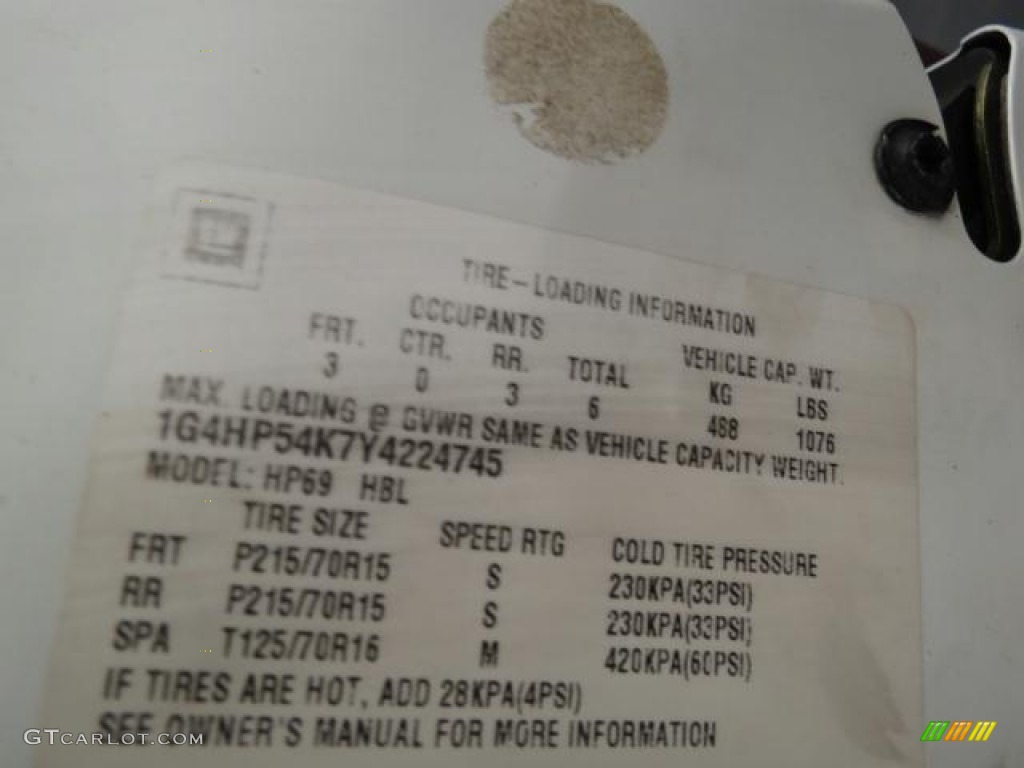 TIRE-LOADING INFORMATION
OCCUPANTS VEHICLE CAP. WT.
FRT. CTR. RR. TOTAL KG LBS
3 0 3 6 488 1076
MAX. LOADING @ GVWR SAME AS VEHICLE CAPACITY WEIGHT.
1G4HP54K7Y4224745
MODEL: HP69 HBL
TIRE SIZE SPEED RTG COLD TIRE PRESSURE
FRT P215/70R15 S 230KPA(33PSI)
RR P215/70R15 S 230KPA(33PSI)
SPA T125/70R16 M 420KPA(60PSI)
IF TIRES ARE HOT, ADD 28KPA(4PSI)
SEE OWNER'S MANUAL FOR MORE INFORMATION
GTCARLOT.COM